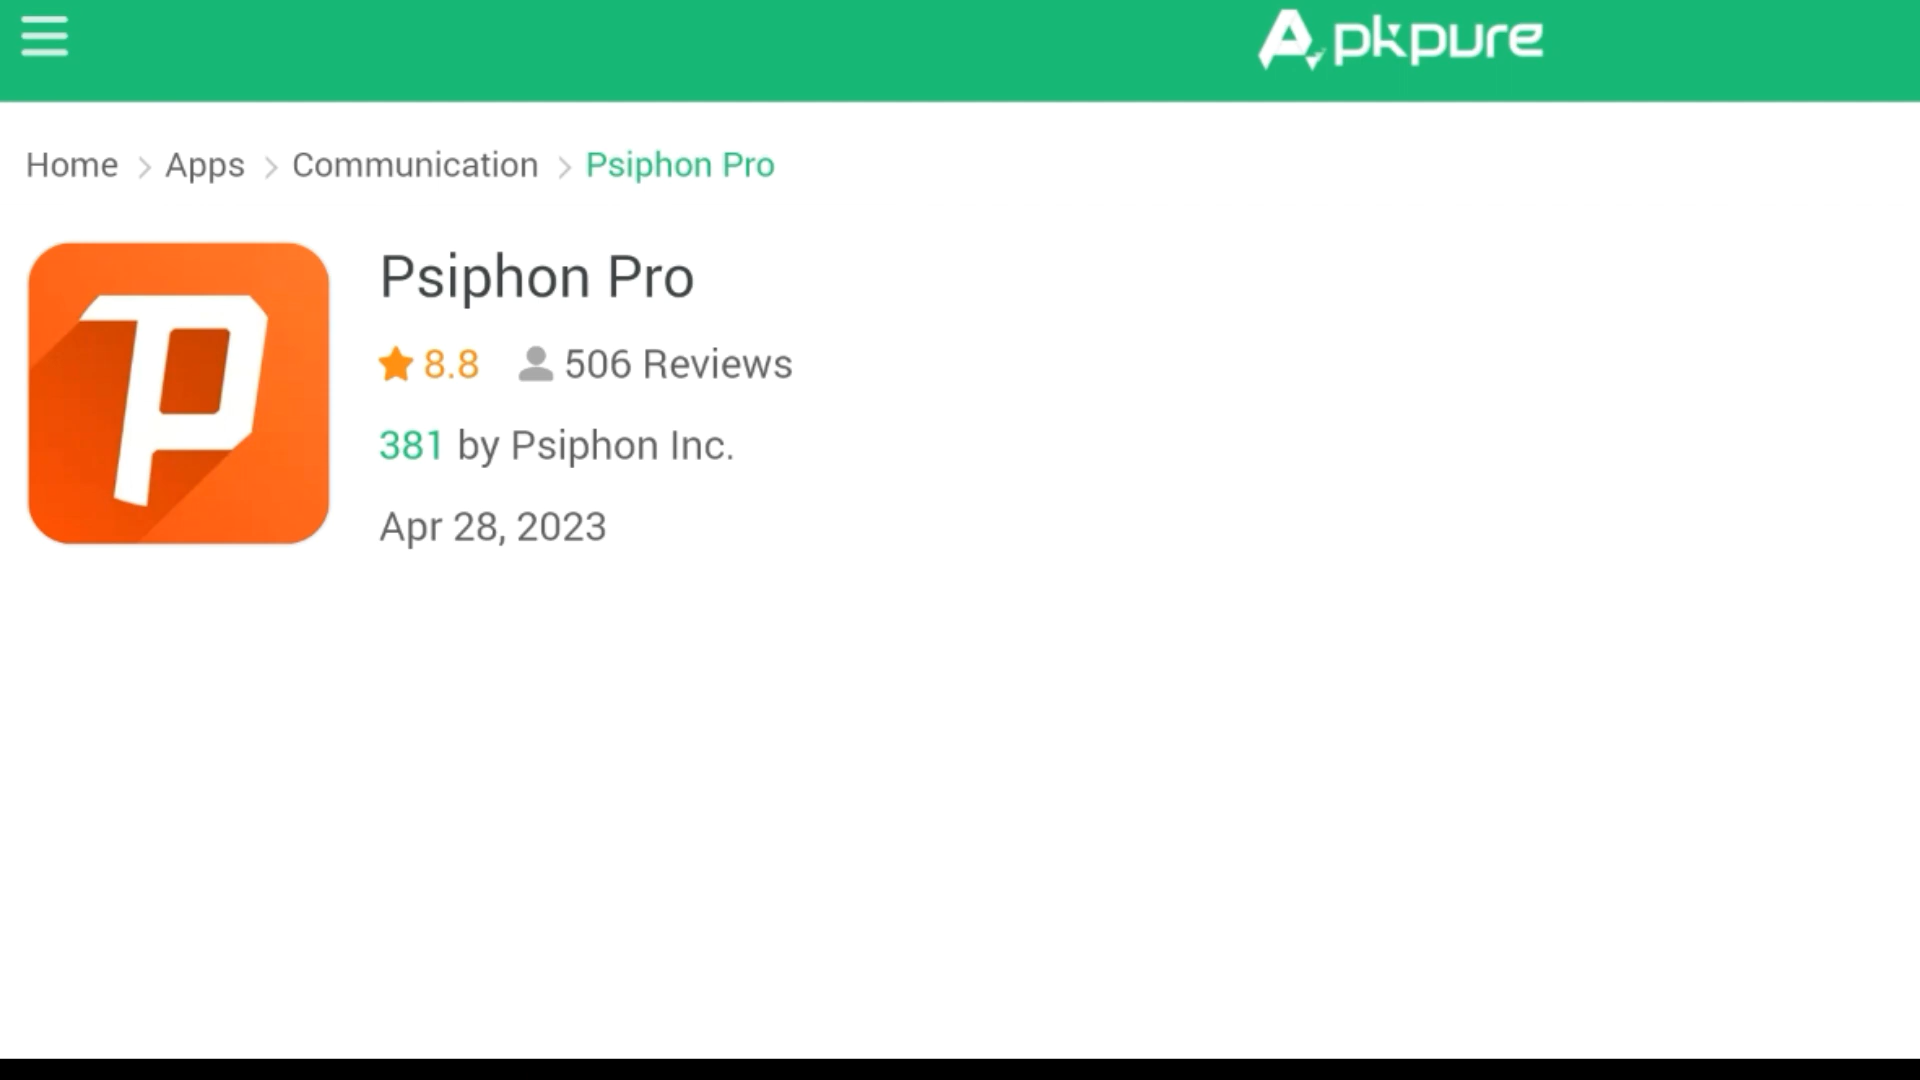 Apkpure
Home > Apps > Communication > Psiphon Pro
Psiphon Pro
8.8 506 Reviews
381 by Psiphon Inc.
Apr 28, 2023